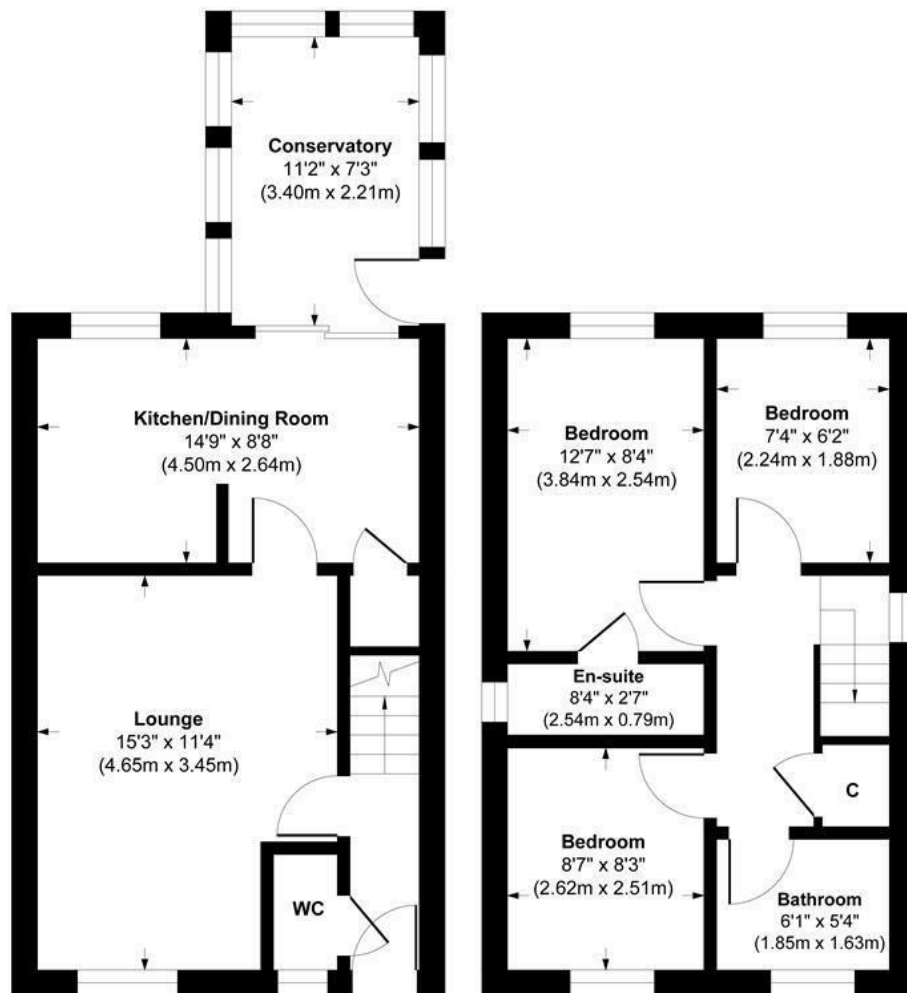 Conservatory
11'2" x 7'3"
(3.40m x 2.21m)
Kitchen/Dining Room
14'9" x 8'8"
(4.50m x 2.64m)
Lounge
15'3" x 11'4"
(4.65m x 3.45m)
WC
Bedroom
12'7" x 8'4"
(3.84m x 2.54m)
Bedroom
7'4" x 6'2"
(2.24m x 1.88m)
En-suite
8'4" x 2'7"
(2.54m x 0.79m)
C
Bedroom
8'7" x 8'3"
(2.62m x 2.51m)
Bathroom
6'1" x 5'4"
(1.85m x 1.63m)